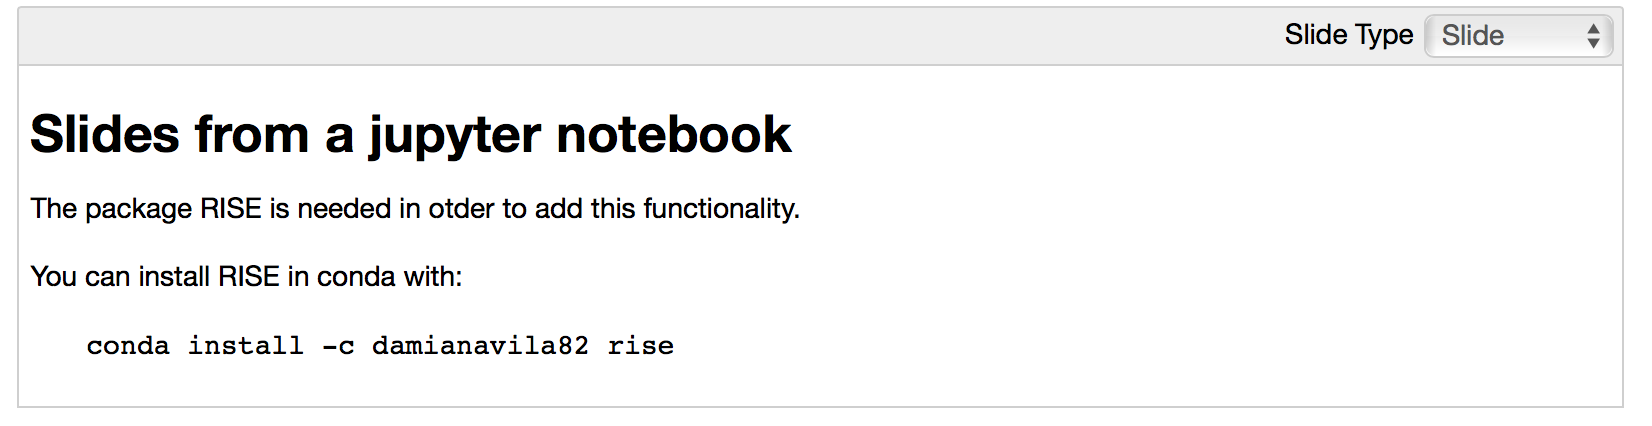 Slide Type Slide
Slides from a jupyter notebook
The package RISE is needed in otder to add this functionality.
You can install RISE in conda with:
conda install -c damianavila82 rise